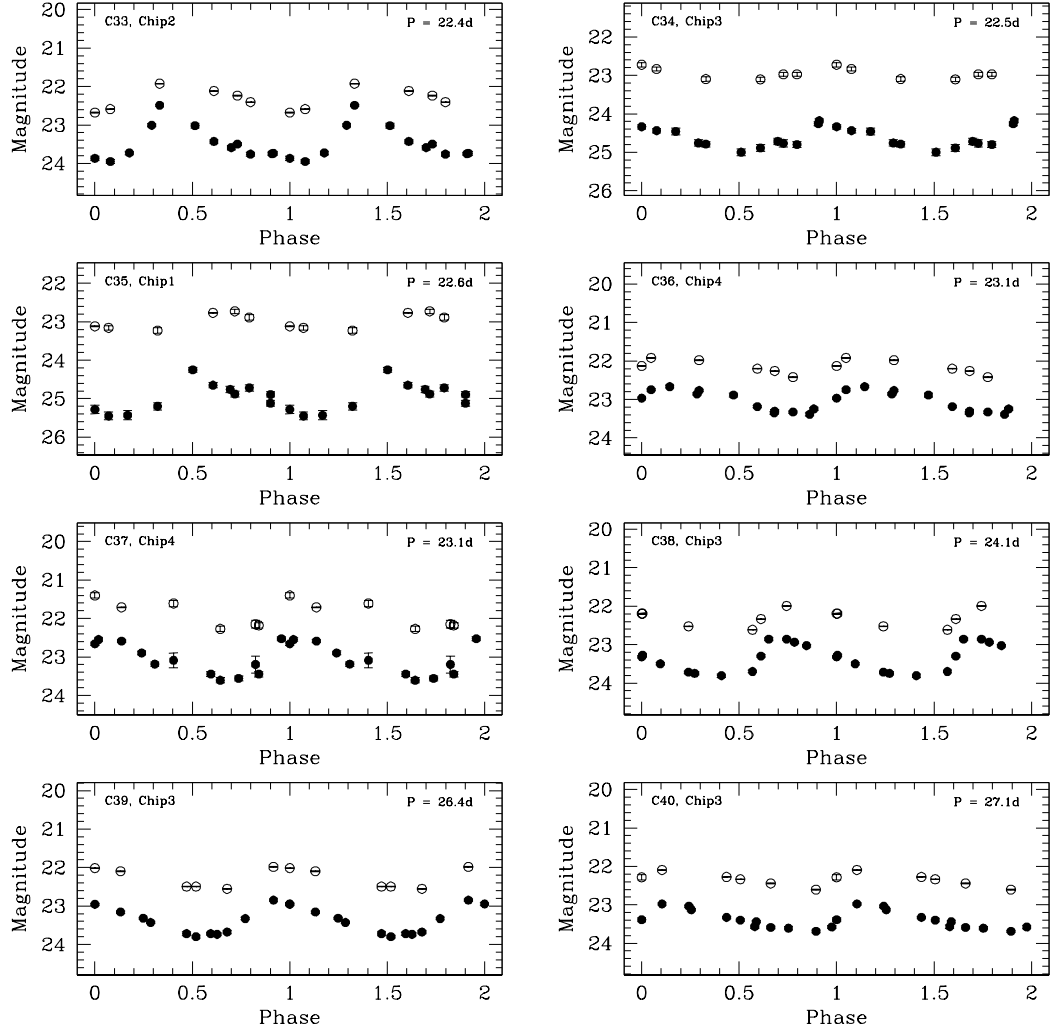 C33, Chip2
P = 22.4d
20
21
22
23
24
Magnitude
0
0.5
1
1.5
2
Phase
C34, Chip3
P = 22.5d
22
23
24
25
26
Magnitude
0
0.5
1
1.5
2
Phase
C35, Chip1
P = 22.6d
22
23
24
25
26
Magnitude
0
0.5
1
1.5
2
Phase
C36, Chip4
P = 23.1d
20
21
22
23
24
Magnitude
0
0.5
1
1.5
2
Phase
C37, Chip4
P = 23.1d
20
21
22
23
24
Magnitude
0
0.5
1
1.5
2
Phase
C38, Chip3
P = 24.1d
20
21
22
23
24
Magnitude
0
0.5
1
1.5
2
Phase
C39, Chip3
P = 26.4d
20
21
22
23
24
Magnitude
0
0.5
1
1.5
2
Phase
C40, Chip3
P = 27.1d
20
21
22
23
24
Magnitude
0
0.5
1
1.5
2
Phase